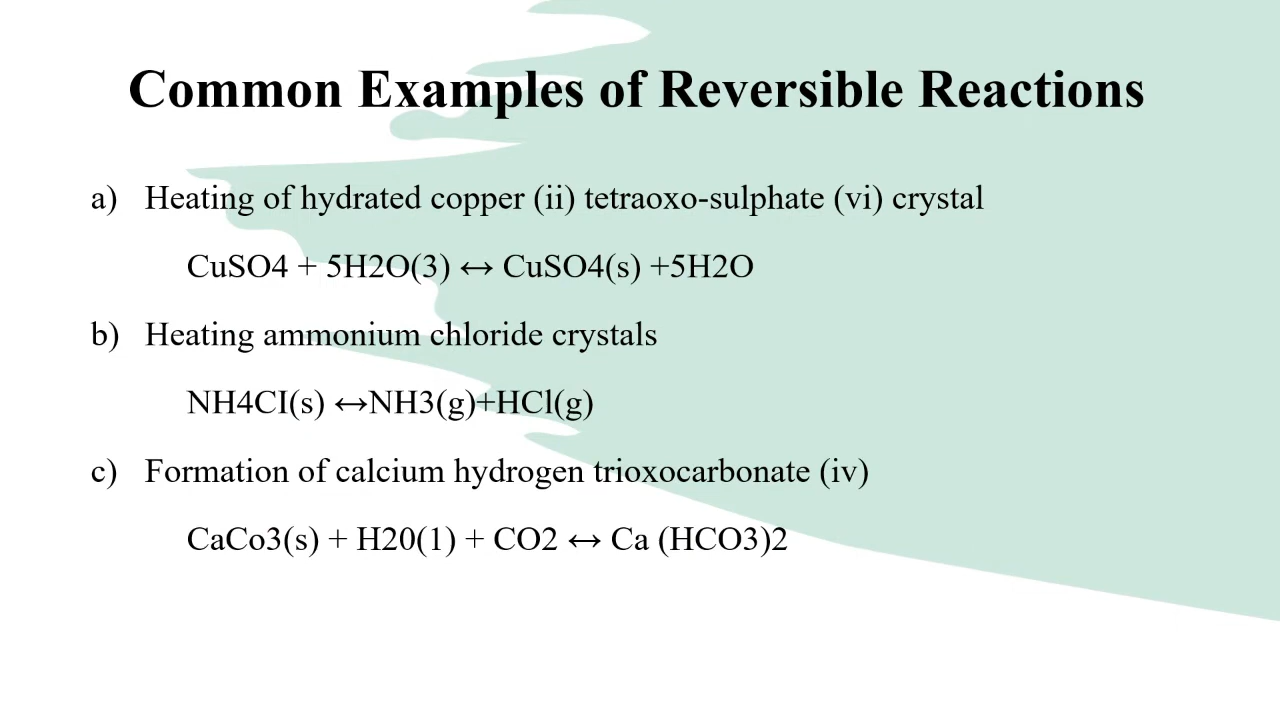 Common Examples of Reversible Reactions
a) Heating of hydrated copper (ii) tetraoxo-sulphate (vi) crystal
CuSO4 + 5H2O(3) ↔ CuSO4(s) +5H2O
b) Heating ammonium chloride crystals
NH4CI(s) ↔NH3(g)+HCl(g)
c) Formation of calcium hydrogen trioxocarbonate (iv)
CaCo3(s) + H20(1) + CO2 ↔ Ca (HCO3)2